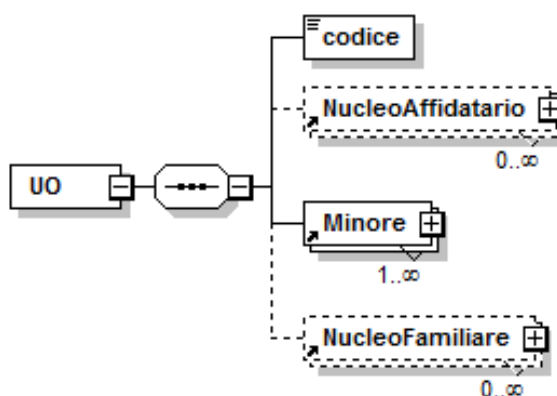 codice
NucleoAffidatario
0..∞
UO
Minore
1..∞
NucleoFamiliare
0..∞